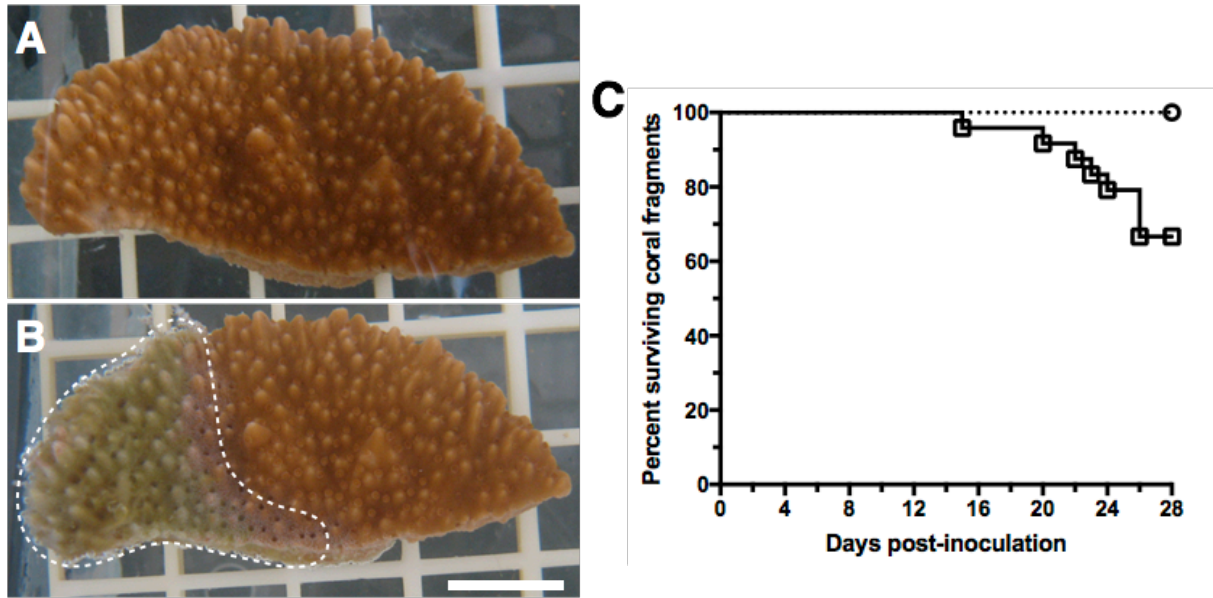 A
B
C
Percent surviving coral fragments
100
80
60
40
20
0
0 4 8 12 16 20 24 28
Days post-inoculation